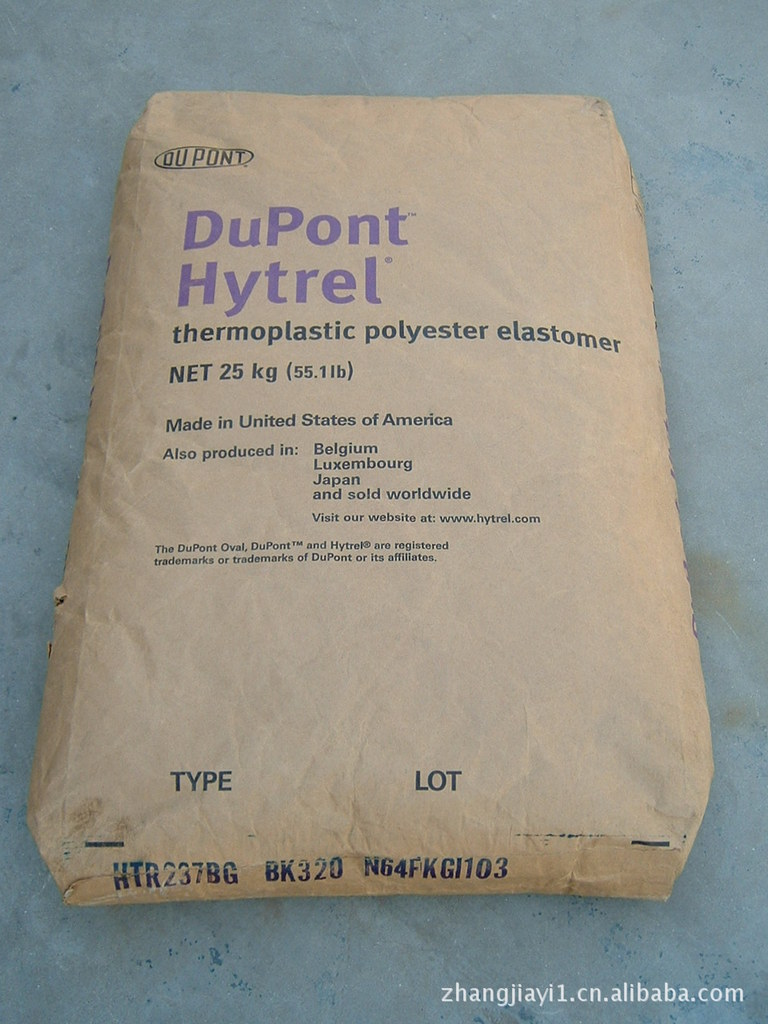 DU PONT
DuPont™
Hytrel®
thermoplastic polyester elastomer
NET 25 kg (55.1lb)
Made in United States of America
Also produced in: Belgium
Luxembourg
Japan
and sold worldwide
Visit our website at: www.hytrel.com
The DuPont Oval, DuPont™ and Hytrel® are registered
trademarks or trademarks of DuPont or its affiliates.
TYPE LOT
HTR237BG BK320 N64FKGI103
zhangjiayi1.cn.alibaba.com